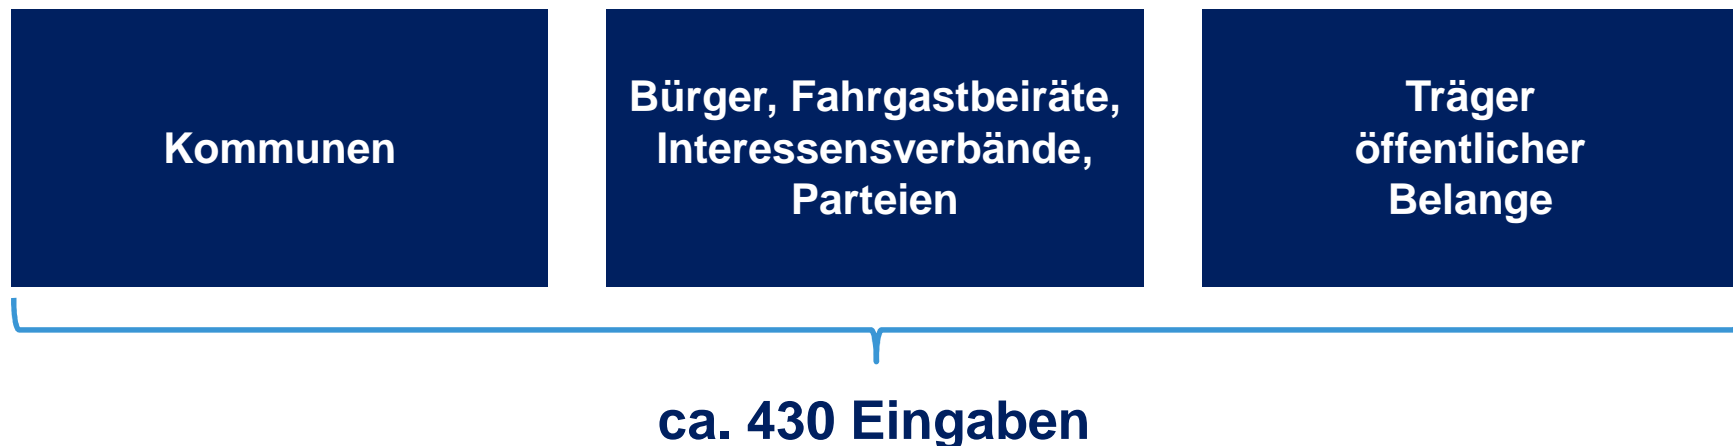 Kommunen
Bürger, Fahrgastbeiräte,
Interessensverbände,
Parteien
Träger
öffentlicher
Belange
ca. 430 Eingaben